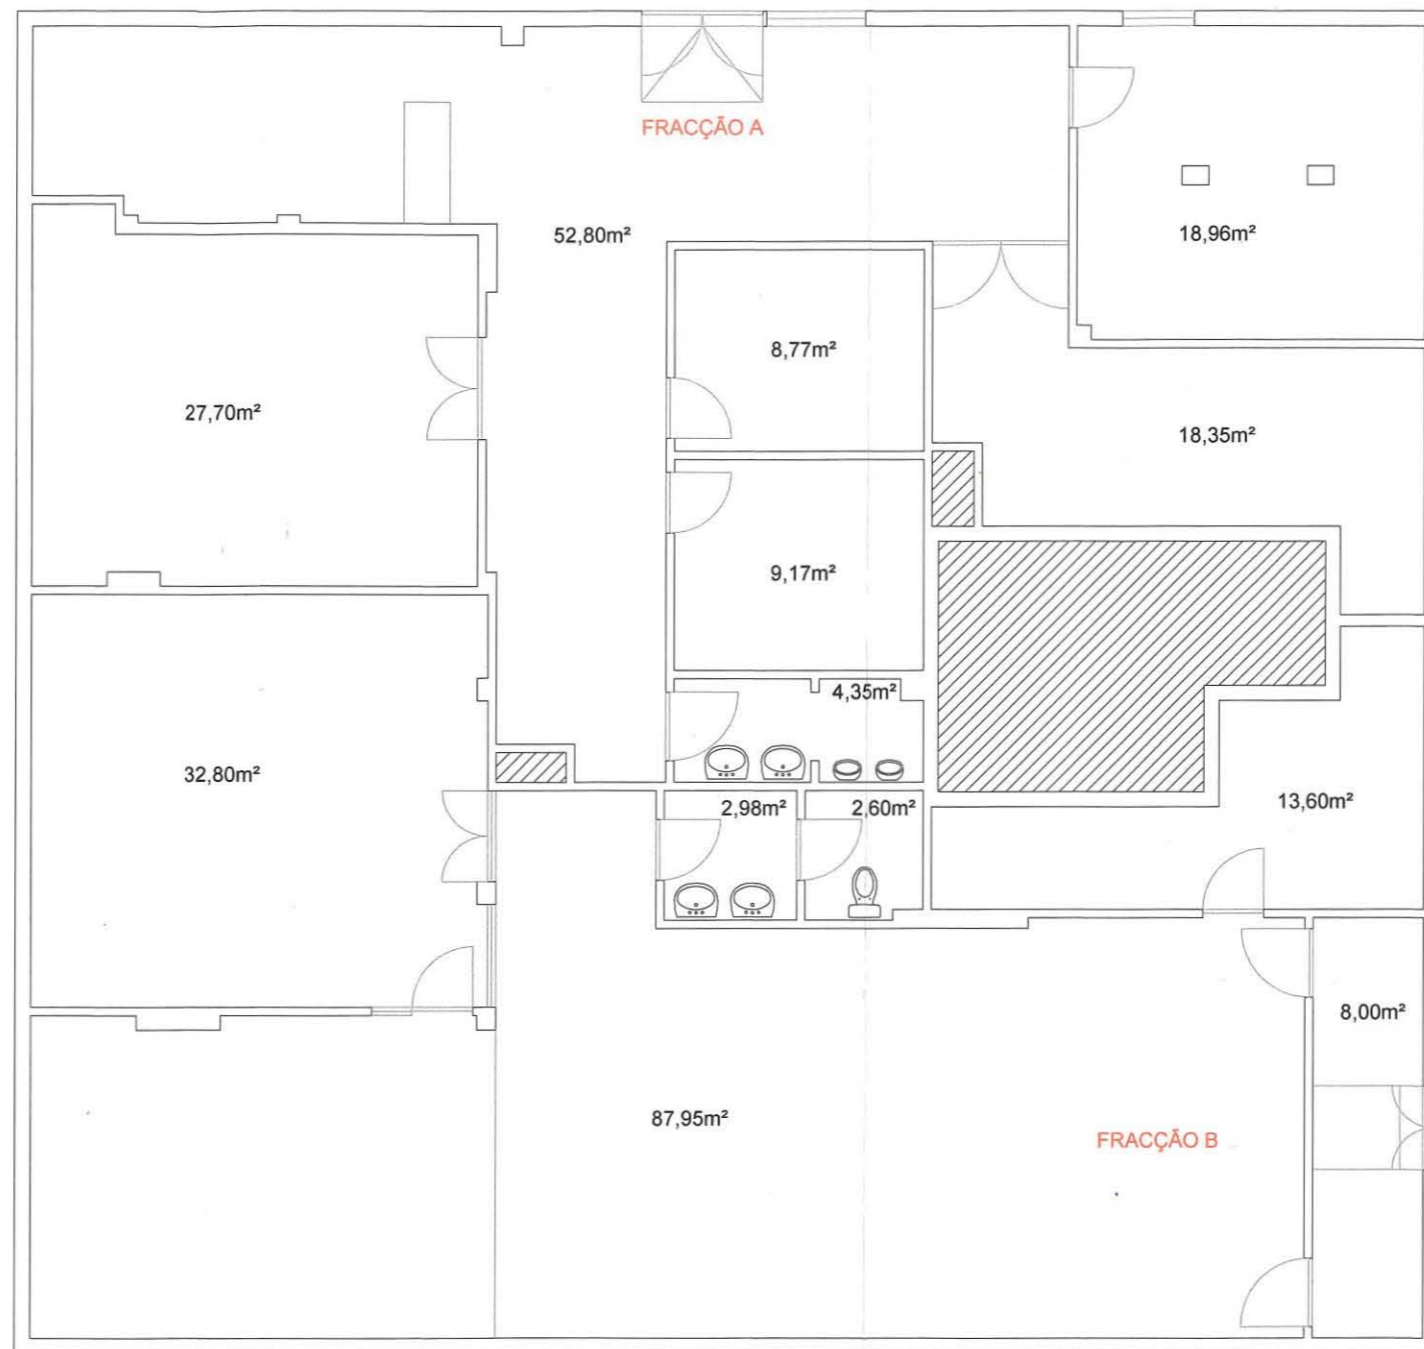 FRACÇÃO A
52,80m²
18,96m²
8,77m²
27,70m²
18,35m²
9,17m²
4,35m²
32,80m²
2,98m²
2,60m²
13,60m²
8,00m²
87,95m²
FRACÇÃO B